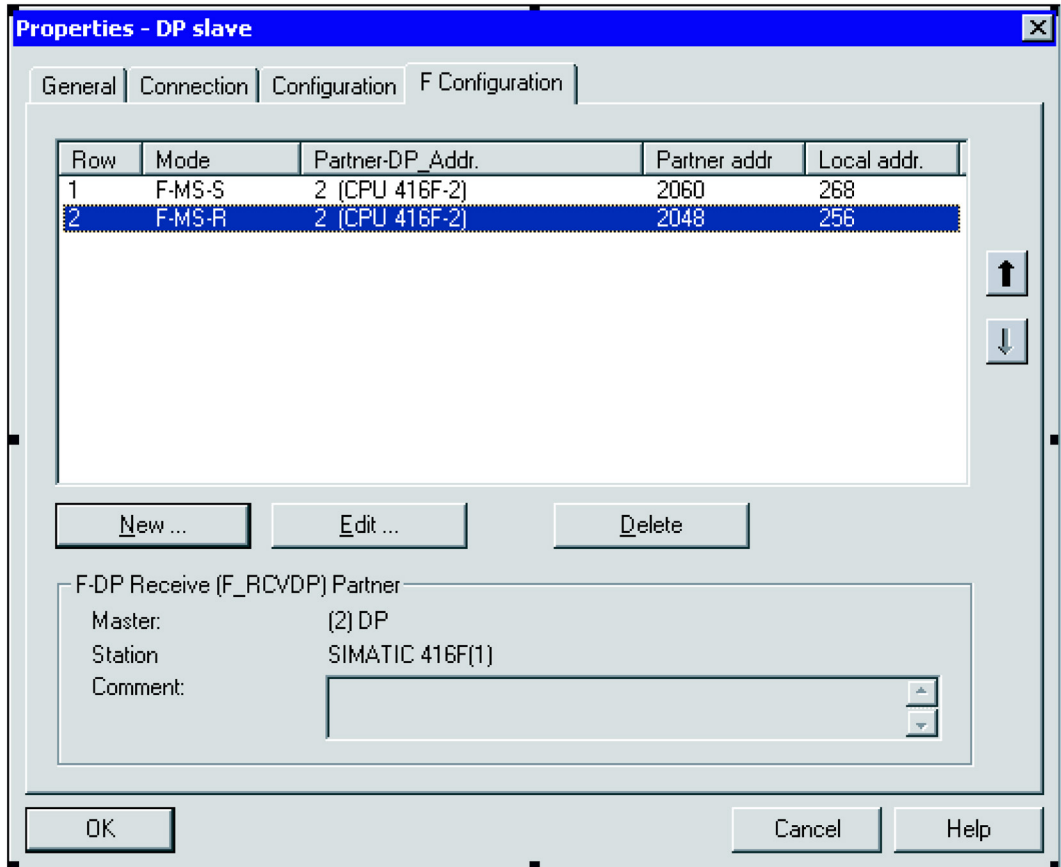 Properties - DP slave
General Connection Configuration F Configuration
Row Mode Partner-DP_Addr. Partner addr Local addr.
1 F-MS-S 2 (CPU 416F-2) 2060 268
2 F-MS-R 2 (CPU 416F-2) 2048 256
New ... Edit ... Delete
F-DP Receive (F_RCVDP) Partner
Master: (2) DP
Station SIMATIC 416F(1)
Comment:
OK Cancel Help